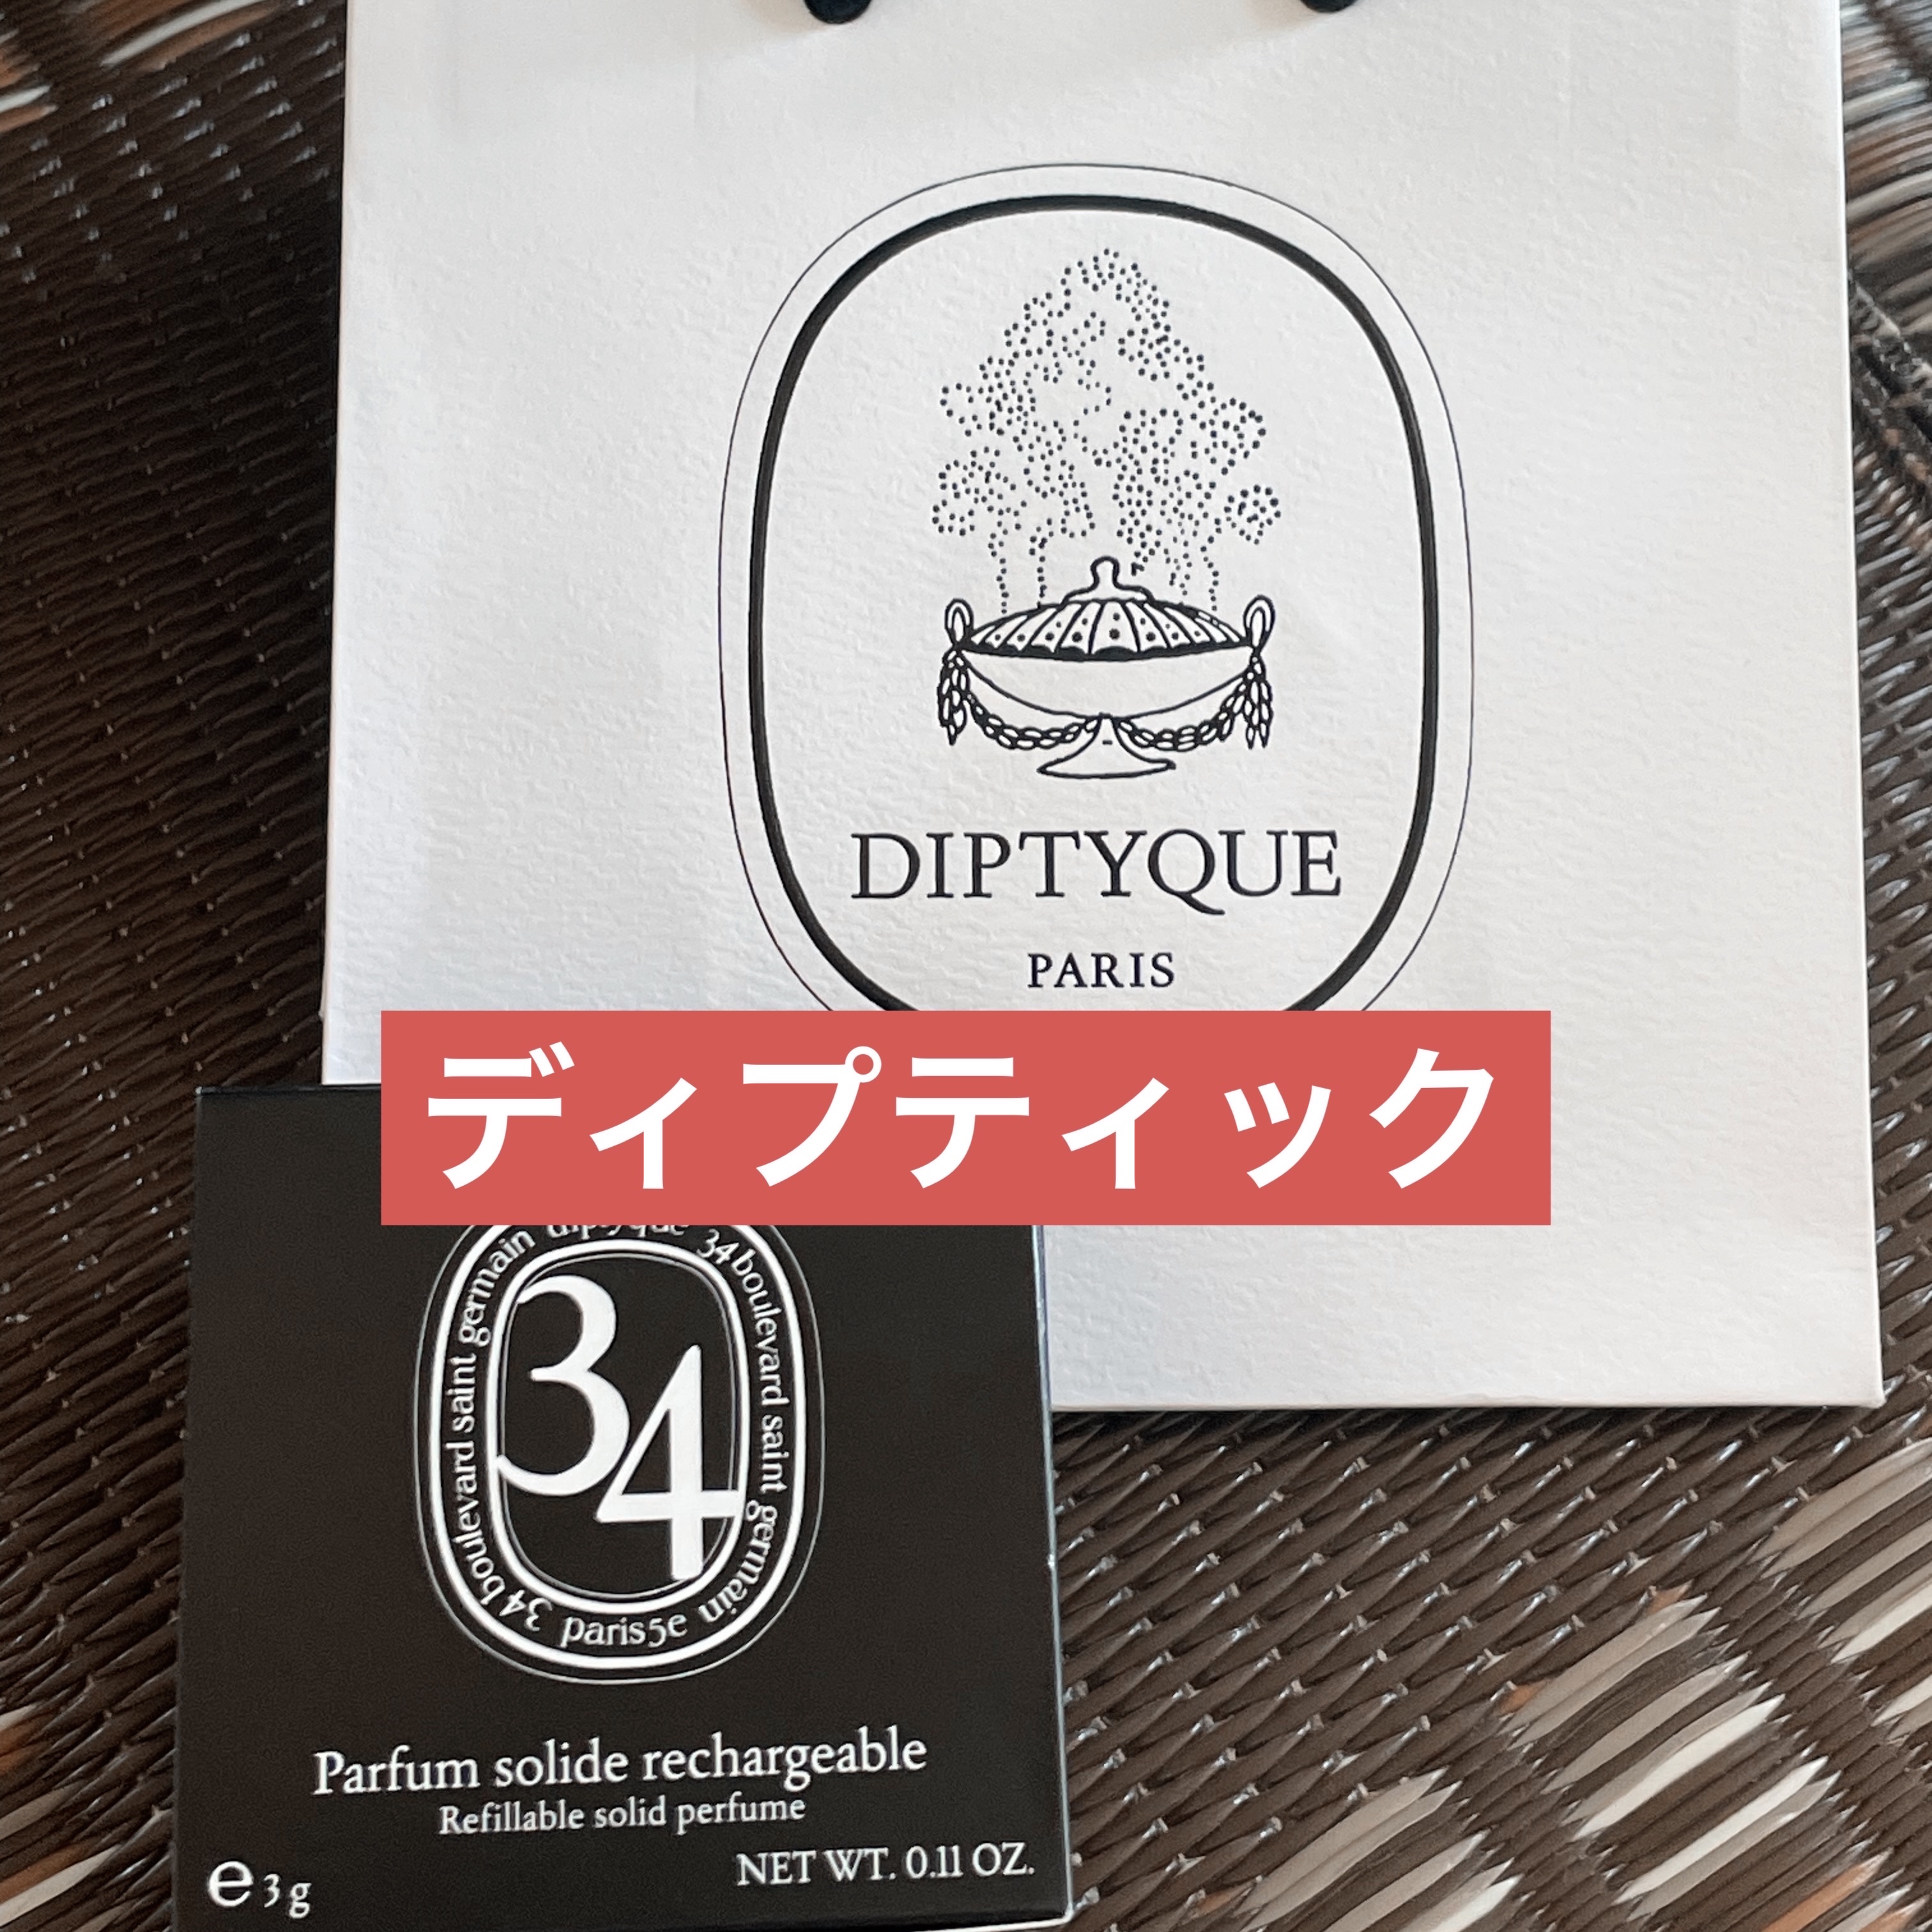 DIPTYQUE
PARIS
ディプティック
diptyque 34 boulevard saint germain paris5e 34 boulevard saint germain
34
Parfum solide rechargeable
Refillable solid perfume
NET WT. 0.11 OZ.
e 3 g